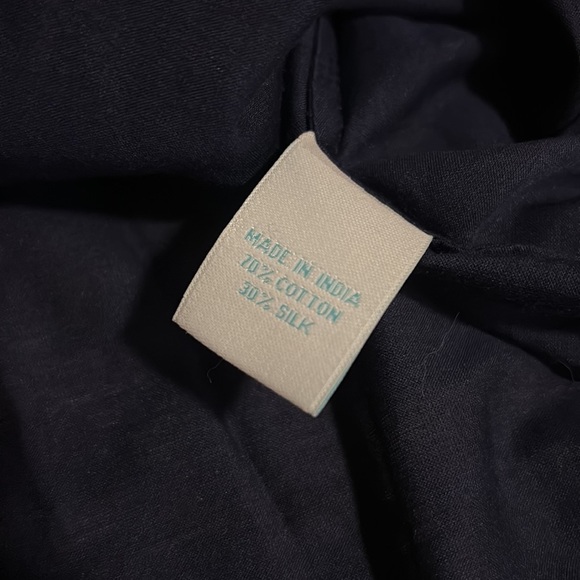 MADE IN INDIA
70% COTTON
30% SILK